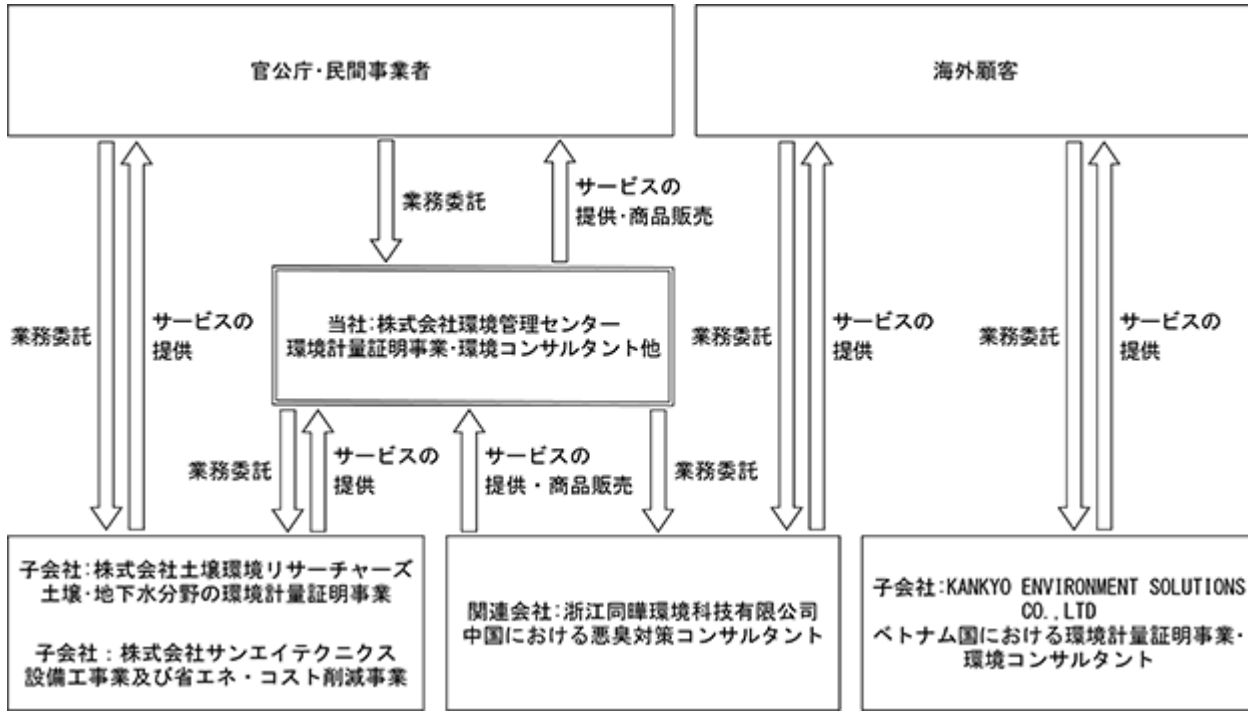 官公庁・民間事業者
海外顧客
業務委託
サービスの
提供・商品販売
当社:株式会社環境管理センター
環境計量証明事業・環境コンサルタント他
業務委託
サービスの
提供
業務委託
サービスの
提供
業務委託
サービスの
提供
業務委託
サービスの
提供
サービスの
提供・商品販売
業務委託
子会社:株式会社土壌環境リサーチャーズ
土壌・地下水分野の環境計量証明事業
子会社:株式会社サンエイテクニクス
設備工事業及び省エネ・コスト削減事業
関連会社:浙江同曄環境科技有限公司
中国における悪臭対策コンサルタント
子会社:KANKYO ENVIRONMENT SOLUTIONS
CO.,LTD
ベトナム国における環境計量証明事業・
環境コンサルタント